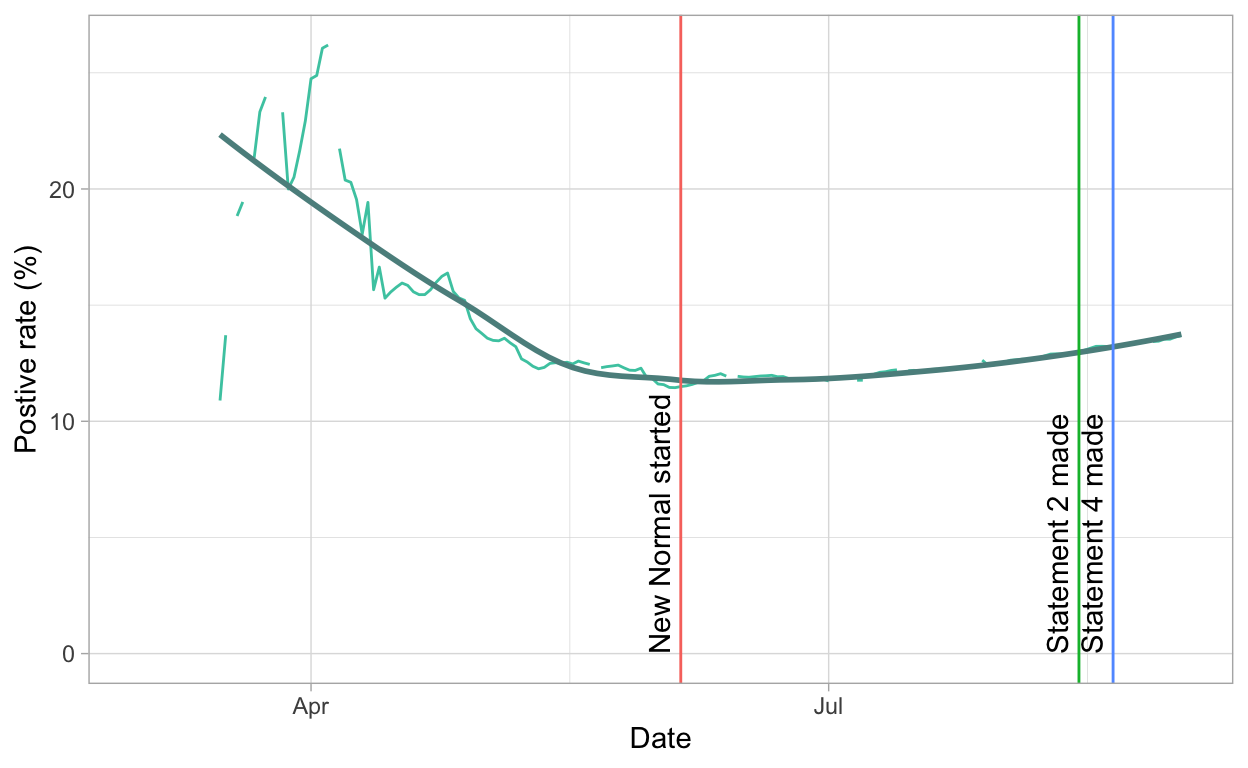 Postive rate (%)
20
10
0
New Normal started
Statement 2 made
Statement 4 made
Apr
Jul
Date